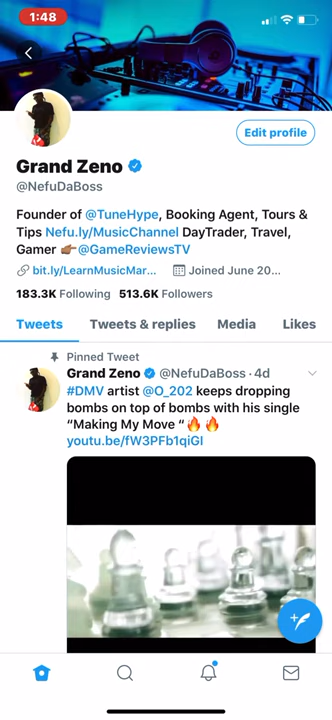 1:48
Edit profile
Grand Zeno
@NefuDaBoss
Founder of @TuneHype, Booking Agent, Tours &
Tips Nefu.ly/MusicChannel DayTrader, Travel,
Gamer 👉🏽@GameReviewsTV
bit.ly/LearnMusicMar... Joined June 20...
183.3K Following 513.6K Followers
Tweets Tweets & replies Media Likes
Pinned Tweet
Grand Zeno @NefuDaBoss · 4d
#DMV artist @O_202 keeps dropping
bombs on top of bombs with his single
“Making My Move “🔥🔥
youtu.be/fW3PFb1qiGI